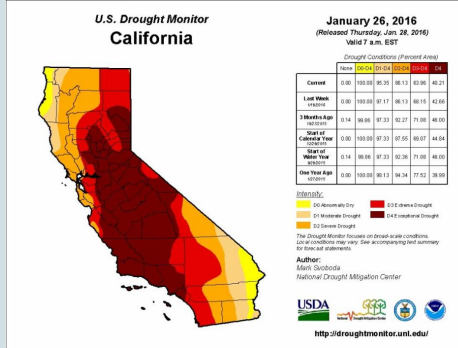 U.S. Drought Monitor
California
January 26, 2016
(Released Thursday, Jan. 28, 2016)
Valid 7 a.m. EST
Drought Conditions (Percent Area)
None D0-D4 D1-D4 D2-D4 D3-D4 D4
Current 0.00 100.00 95.35 86.13 63.96 40.21
Last Week 0.00 100.00 97.17 86.13 68.15 42.66
3 Months Ago 0.14 99.86 97.33 92.27 71.08 46.00
Start of
Calendar Year 0.00 100.00 97.33 87.55 69.07 44.84
Start of
Water Year 0.14 99.86 97.33 92.36 71.08 46.00
One Year Ago 0.00 100.00 98.13 94.34 77.52 39.99
Intensity:
D0 Abnormally Dry D3 Extreme Drought
D1 Moderate Drought D4 Exceptional Drought
D2 Severe Drought
The Drought Monitor focuses on broad-scale conditions.
Local conditions may vary. See accompanying text summary
for forecast statements.
Author:
Mark Svoboda
National Drought Mitigation Center
USDA
http://droughtmonitor.unl.edu/